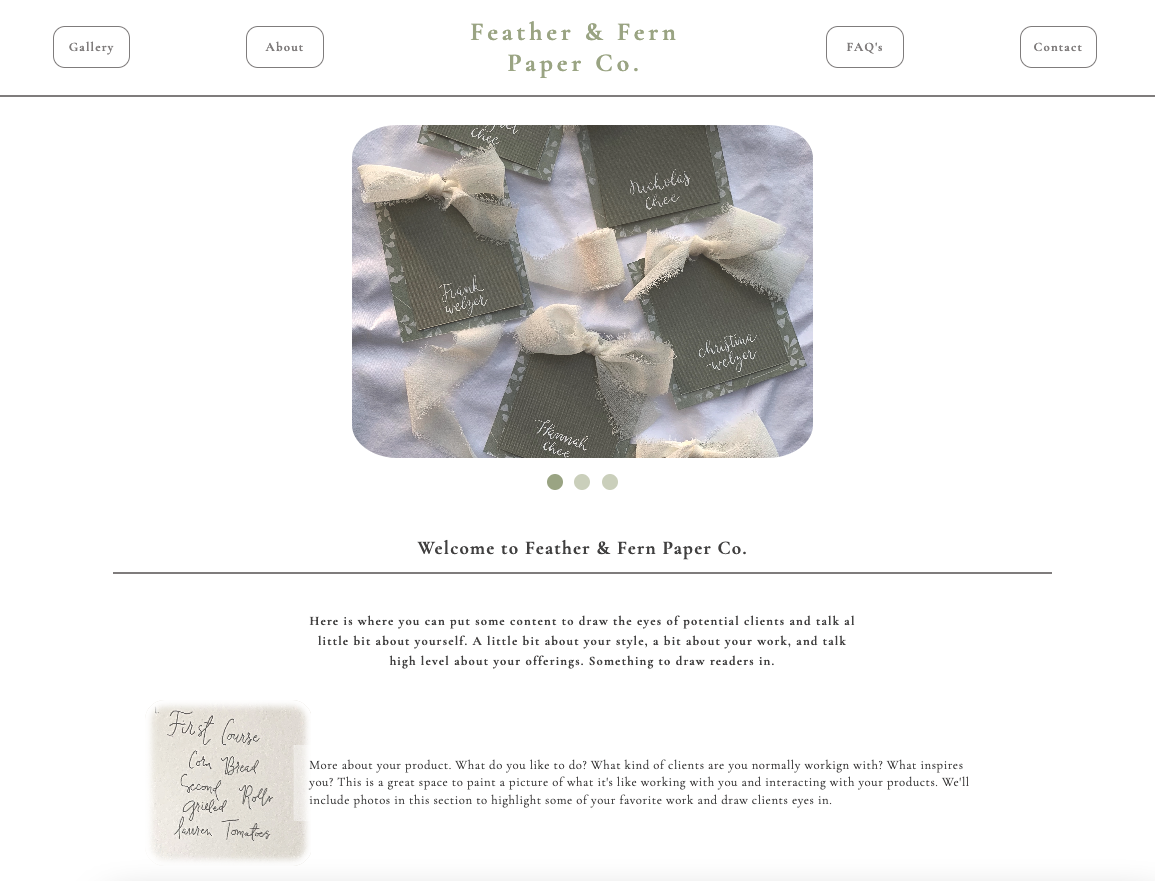 Gallery
About
Feather & Fern
Paper Co.
FAQ's
Contact
Chee
Nicholas
Chee
Frank
Welzer
Christina
Welzer
Hannah
Chee
Welcome to Feather & Fern Paper Co.
Here is where you can put some content to draw the eyes of potential clients and talk al
little bit about yourself. A little bit about your style, a bit about your work, and talk
high level about your offerings. Something to draw readers in.
First Course
Corn Bread
Second
Grilled Rolls
Tomatoes
More about your product. What do you like to do? What kind of clients are you normally workign with? What inspires
you? This is a great space to paint a picture of what it's like working with you and interacting with your products. We'll
include photos in this section to highlight some of your favorite work and draw clients eyes in.